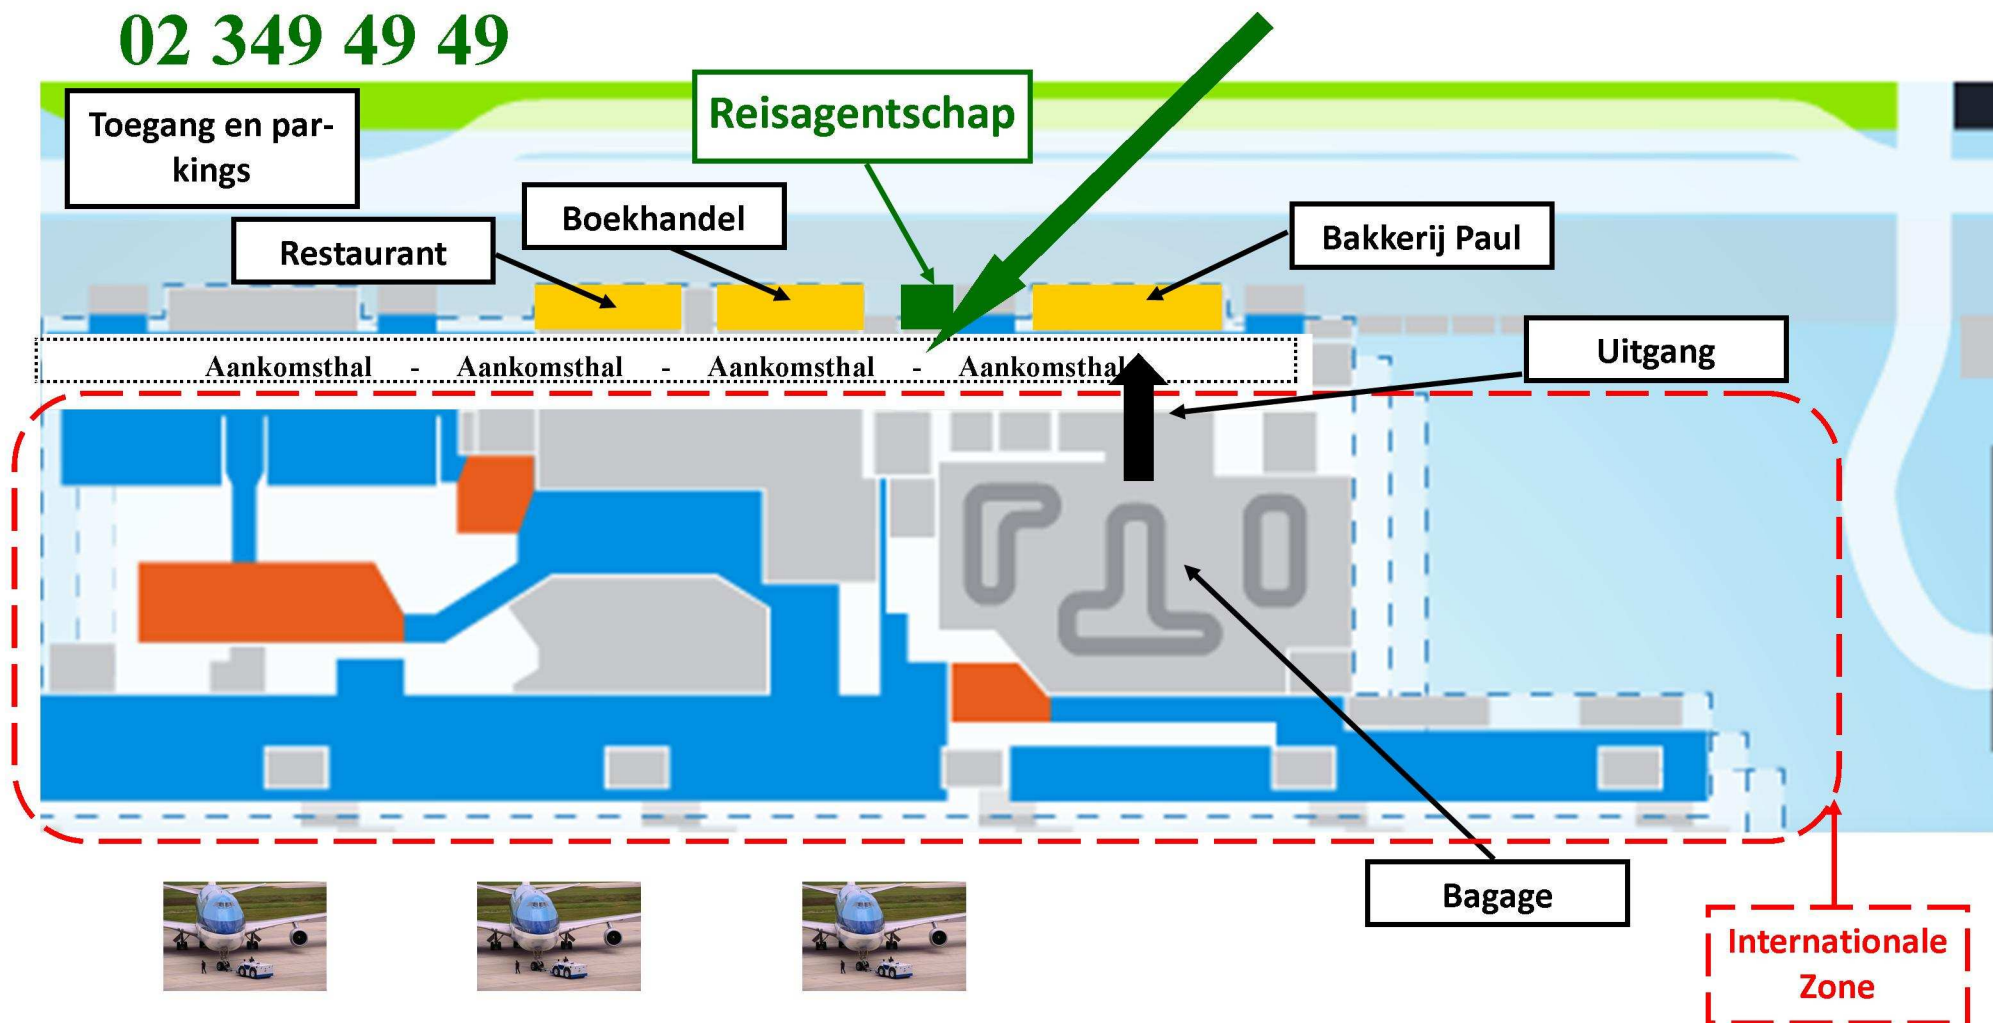 02 349 49 49
Toegang en par-
kings
Reisagentschap
Boekhandel
Restaurant
Bakkerij Paul
Aankomsthal - Aankomsthal - Aankomsthal - Aankomsthal
Uitgang
Bagage
Internationale
Zone